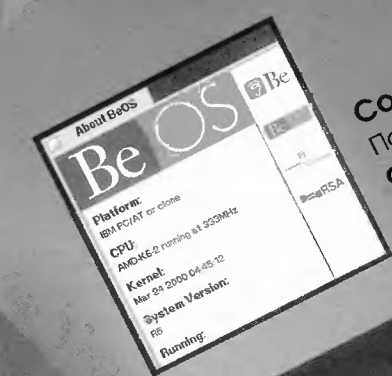 About BeOS
Be OS
Be
Platform:
IBM PC/AT or clone
CPU:
AMD-K6-2 running at 333MHz
Kernel:
Mar 24 2000 04:45:12
System Version:
R5
Running:
RSA
Co
По